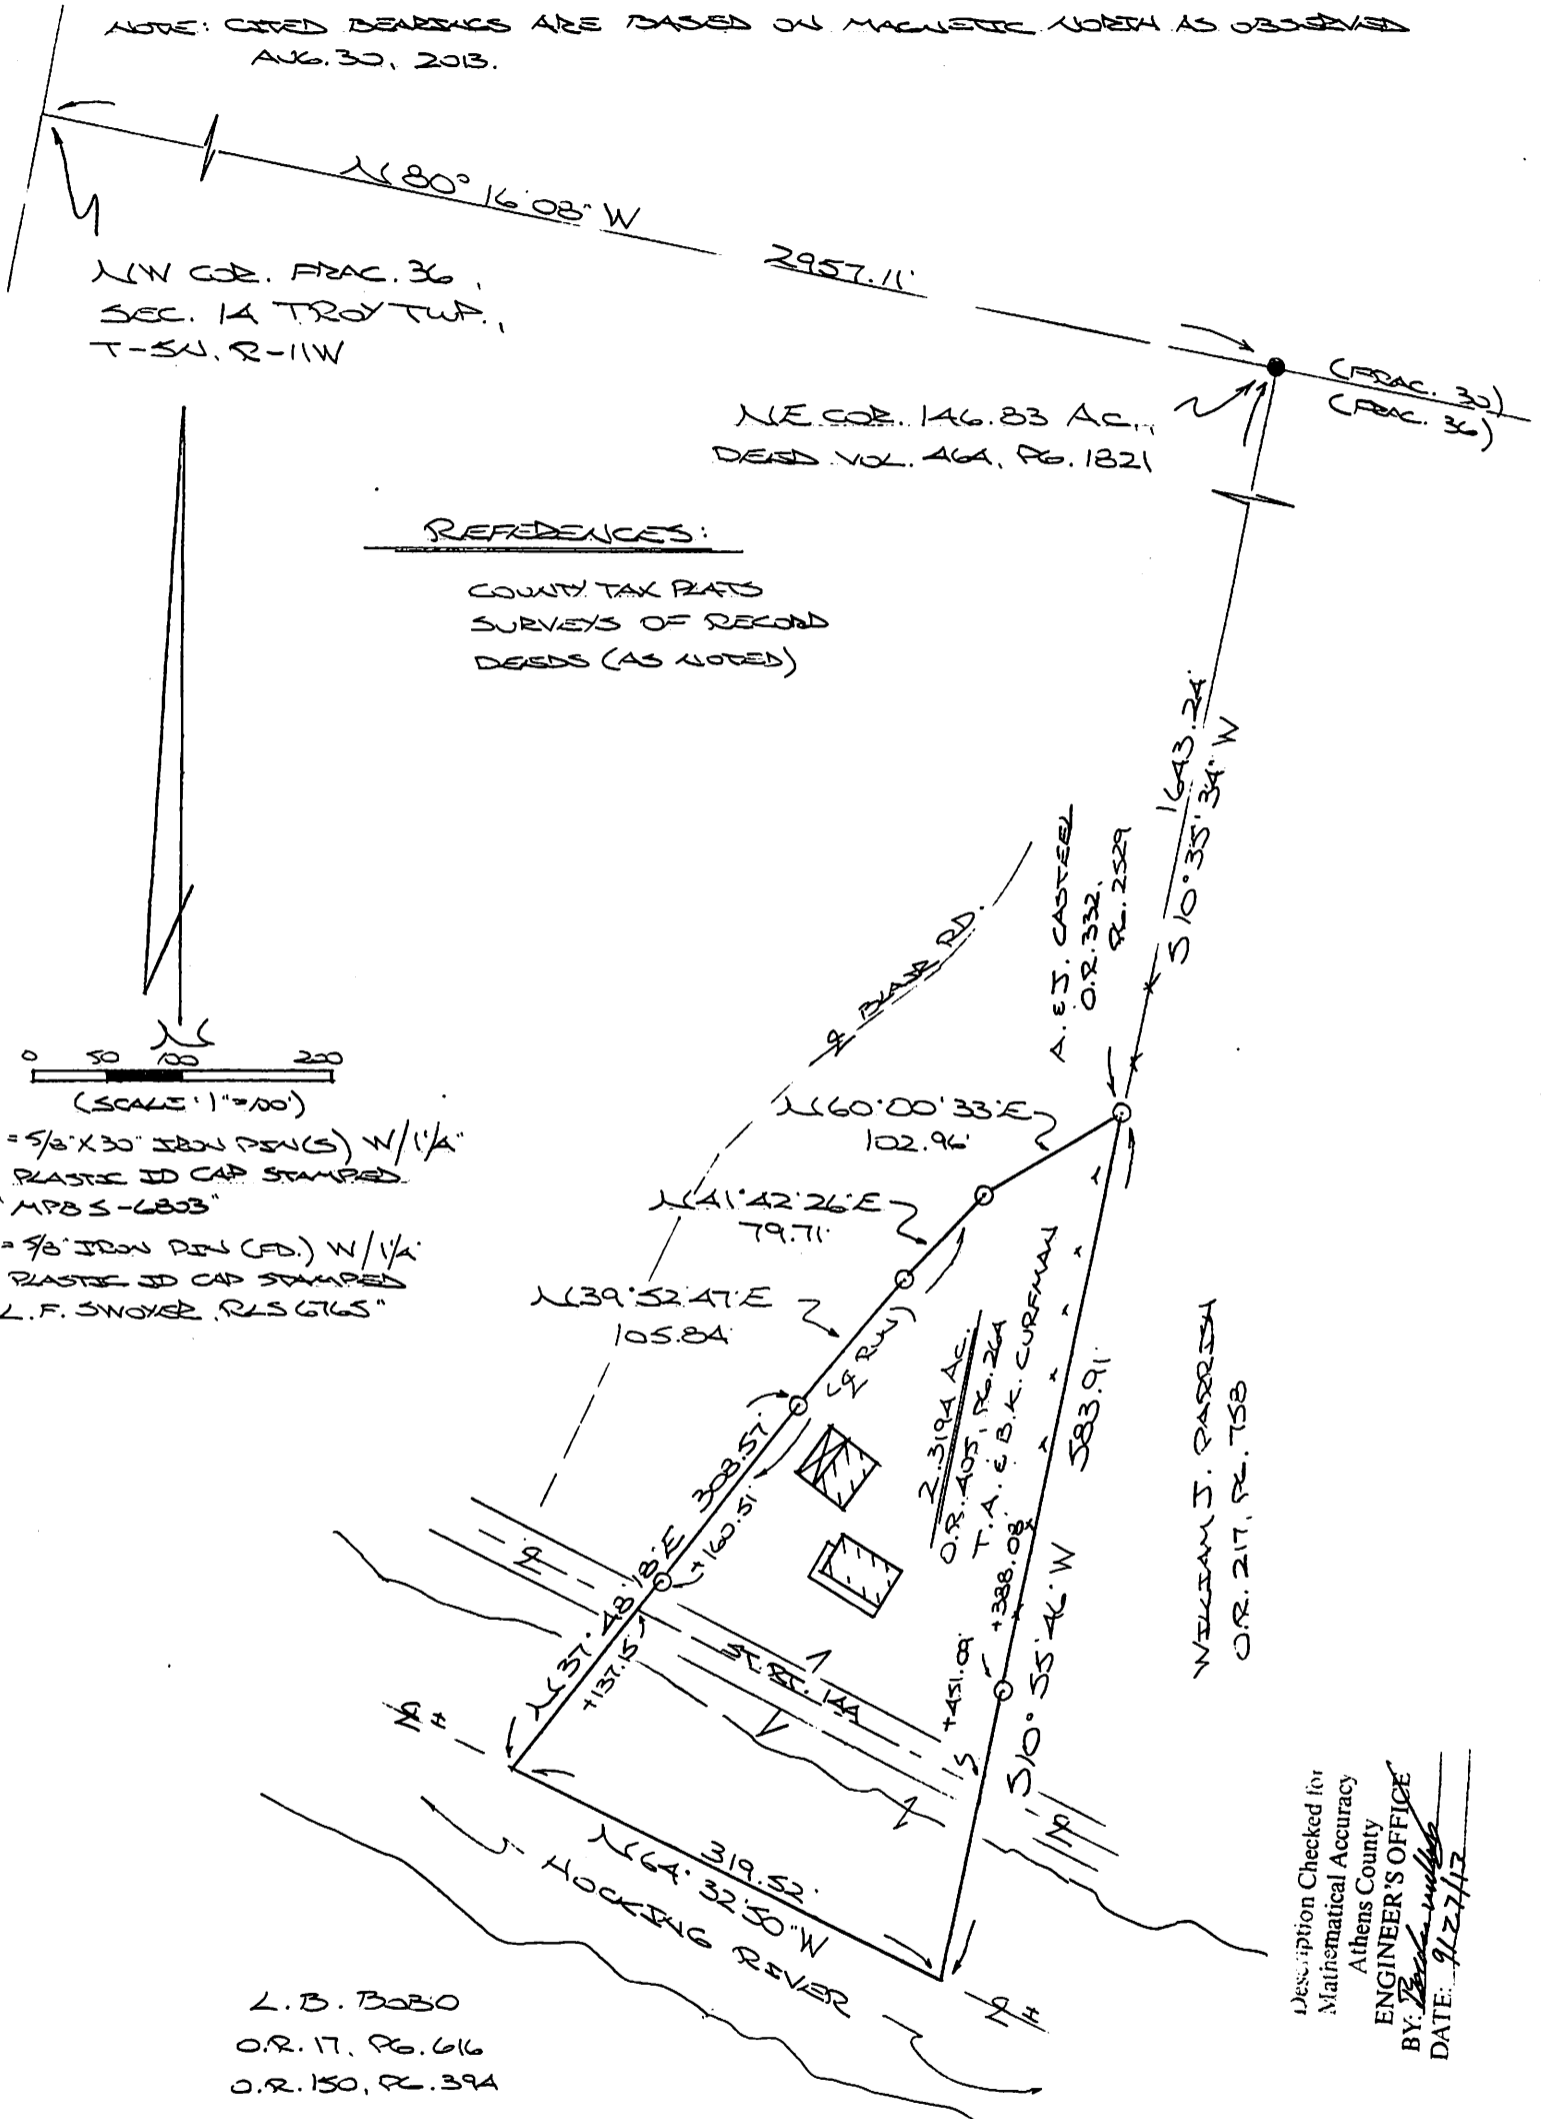 NOTE: CITED BEARINGS ARE BASED ON MAGNETIC NORTH AS OBSERVED
AUG. 30, 2013.
N 80° 16' 08" W
2957.11'
NW COR. FRAC. 36,
SEC. 14 TROY TWP.,
T-5N, R-11W
(FRAC. 30)
(FRAC. 36)
NE COR. 146.83 AC.,
DEED VOL. 464, PG. 1821
REFERENCES:
COUNTY TAX PLATS
SURVEYS OF RECORD
DEEDS (AS NOTED)
1643.24'
S 10° 35' 34" W
A. & J. CASTEEL
O.R. 332,
PG. 2529
℄ BLAIR RD.
N
0 50 100 200
(SCALE: 1"=100')
= 5/8" X 30" IRON PIN(S) W/ 1 1/4"
PLASTIC ID CAP STAMPED
"MPB S-6803"
= 5/8" IRON PIN (FD.) W/ 1 1/4"
PLASTIC ID CAP STAMPED
L.F. SWOYER RLS 6765"
N 60° 00' 33" E
102.96'
N 41° 42' 26" E
79.71'
N 39° 52' 47" E
105.84'
(℄ RUN)
2.3194 AC.
O.R. 405, PG. 264
T.A. & B.K. CURFMAN
583.91'
WILLIAM J. PARRISH
O.R. 217, PG. 758
N 37° 48' 18" E 308.57'
+160.51'
+137.15'
+388.08'
+451.09'
S 10° 55' 46" W
℄
ST. RT. 144
℄
℄ ±
319.52'
N 64° 32' 50" W
HOCKING RIVER
℄ ±
L.B. BOBO
O.R. 17, PG. 616
O.R. 150, PG. 394
Description Checked for
Mathematical Accuracy
Athens County
ENGINEER'S OFFICE
BY:
DATE: 9/27/13